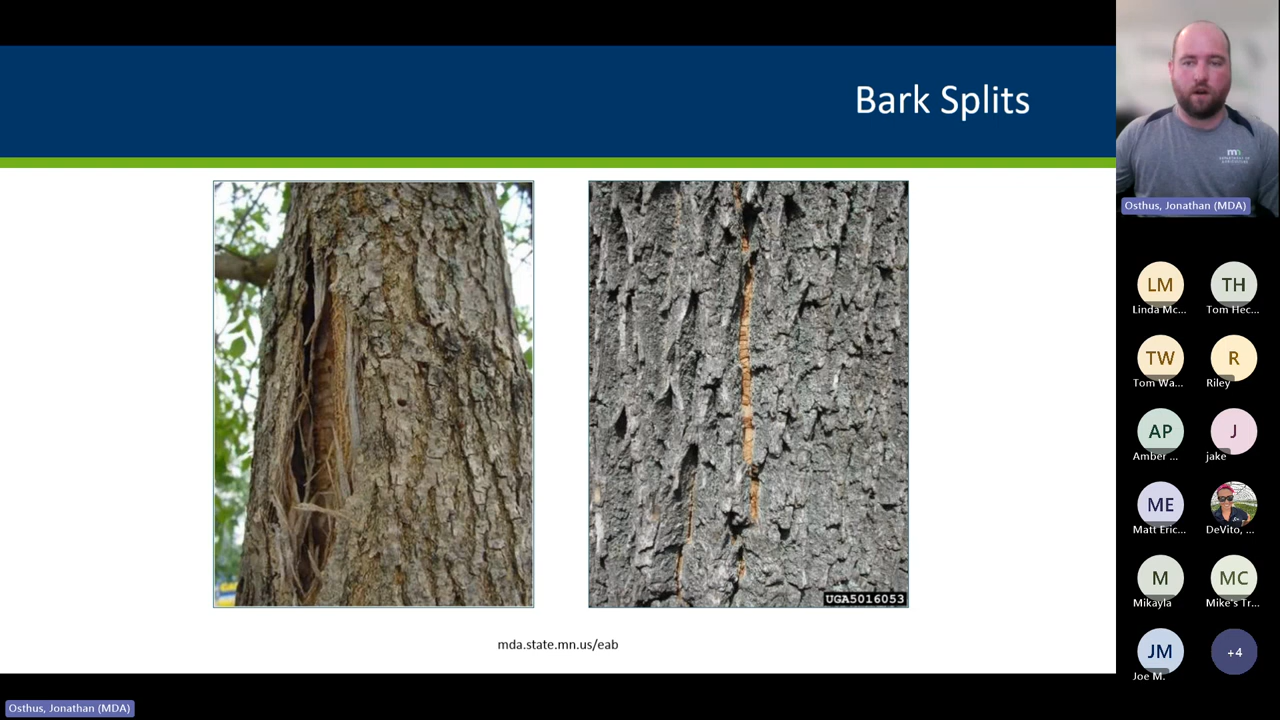 Bark Splits
UGA5016053
mda.state.mn.us/eab
Osthus, Jonathan (MDA)
mn
LM
TH
Linda Mc...
Tom Hec...
TW
R
Tom Wa...
Riley
AP
J
Amber ...
jake
ME
Matt Eric...
DeVito, ...
M
MC
Mikayla
Mike's Tr...
JM
+4
Joe M.
Osthus, Jonathan (MDA)